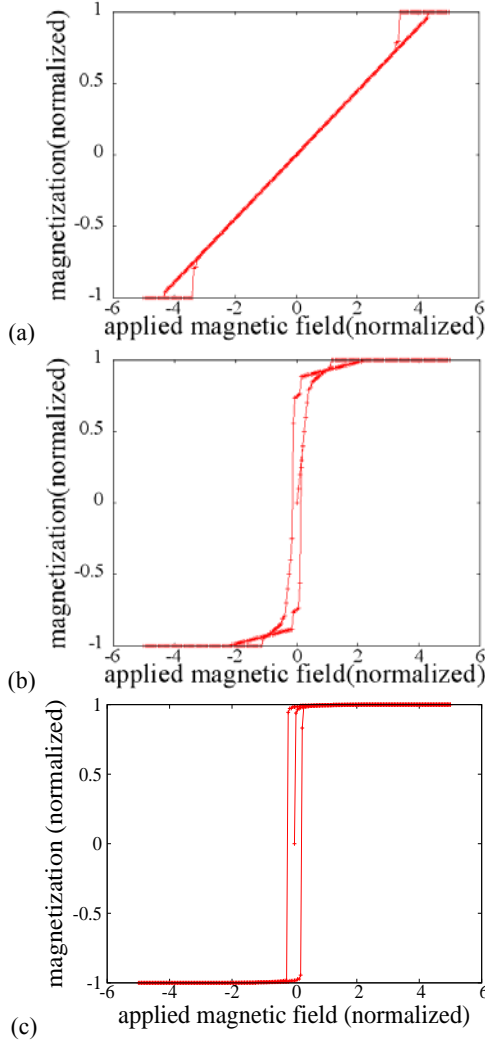 1
0.5
magnetization(normalized)
0
-0.5
-1
-6 -4 -2 0 2 4 6
(a) applied magnetic field(normalized)
1
0.5
magnetization(normalized)
0
-0.5
-1
-6 -4 -2 0 2 4 6
(b) applied magnetic field(normalized)
1
0.5
magnetization (normalized)
0
-0.5
-1
-6 -4 -2 0 2 4 6
(c) applied magnetic field (normalized)